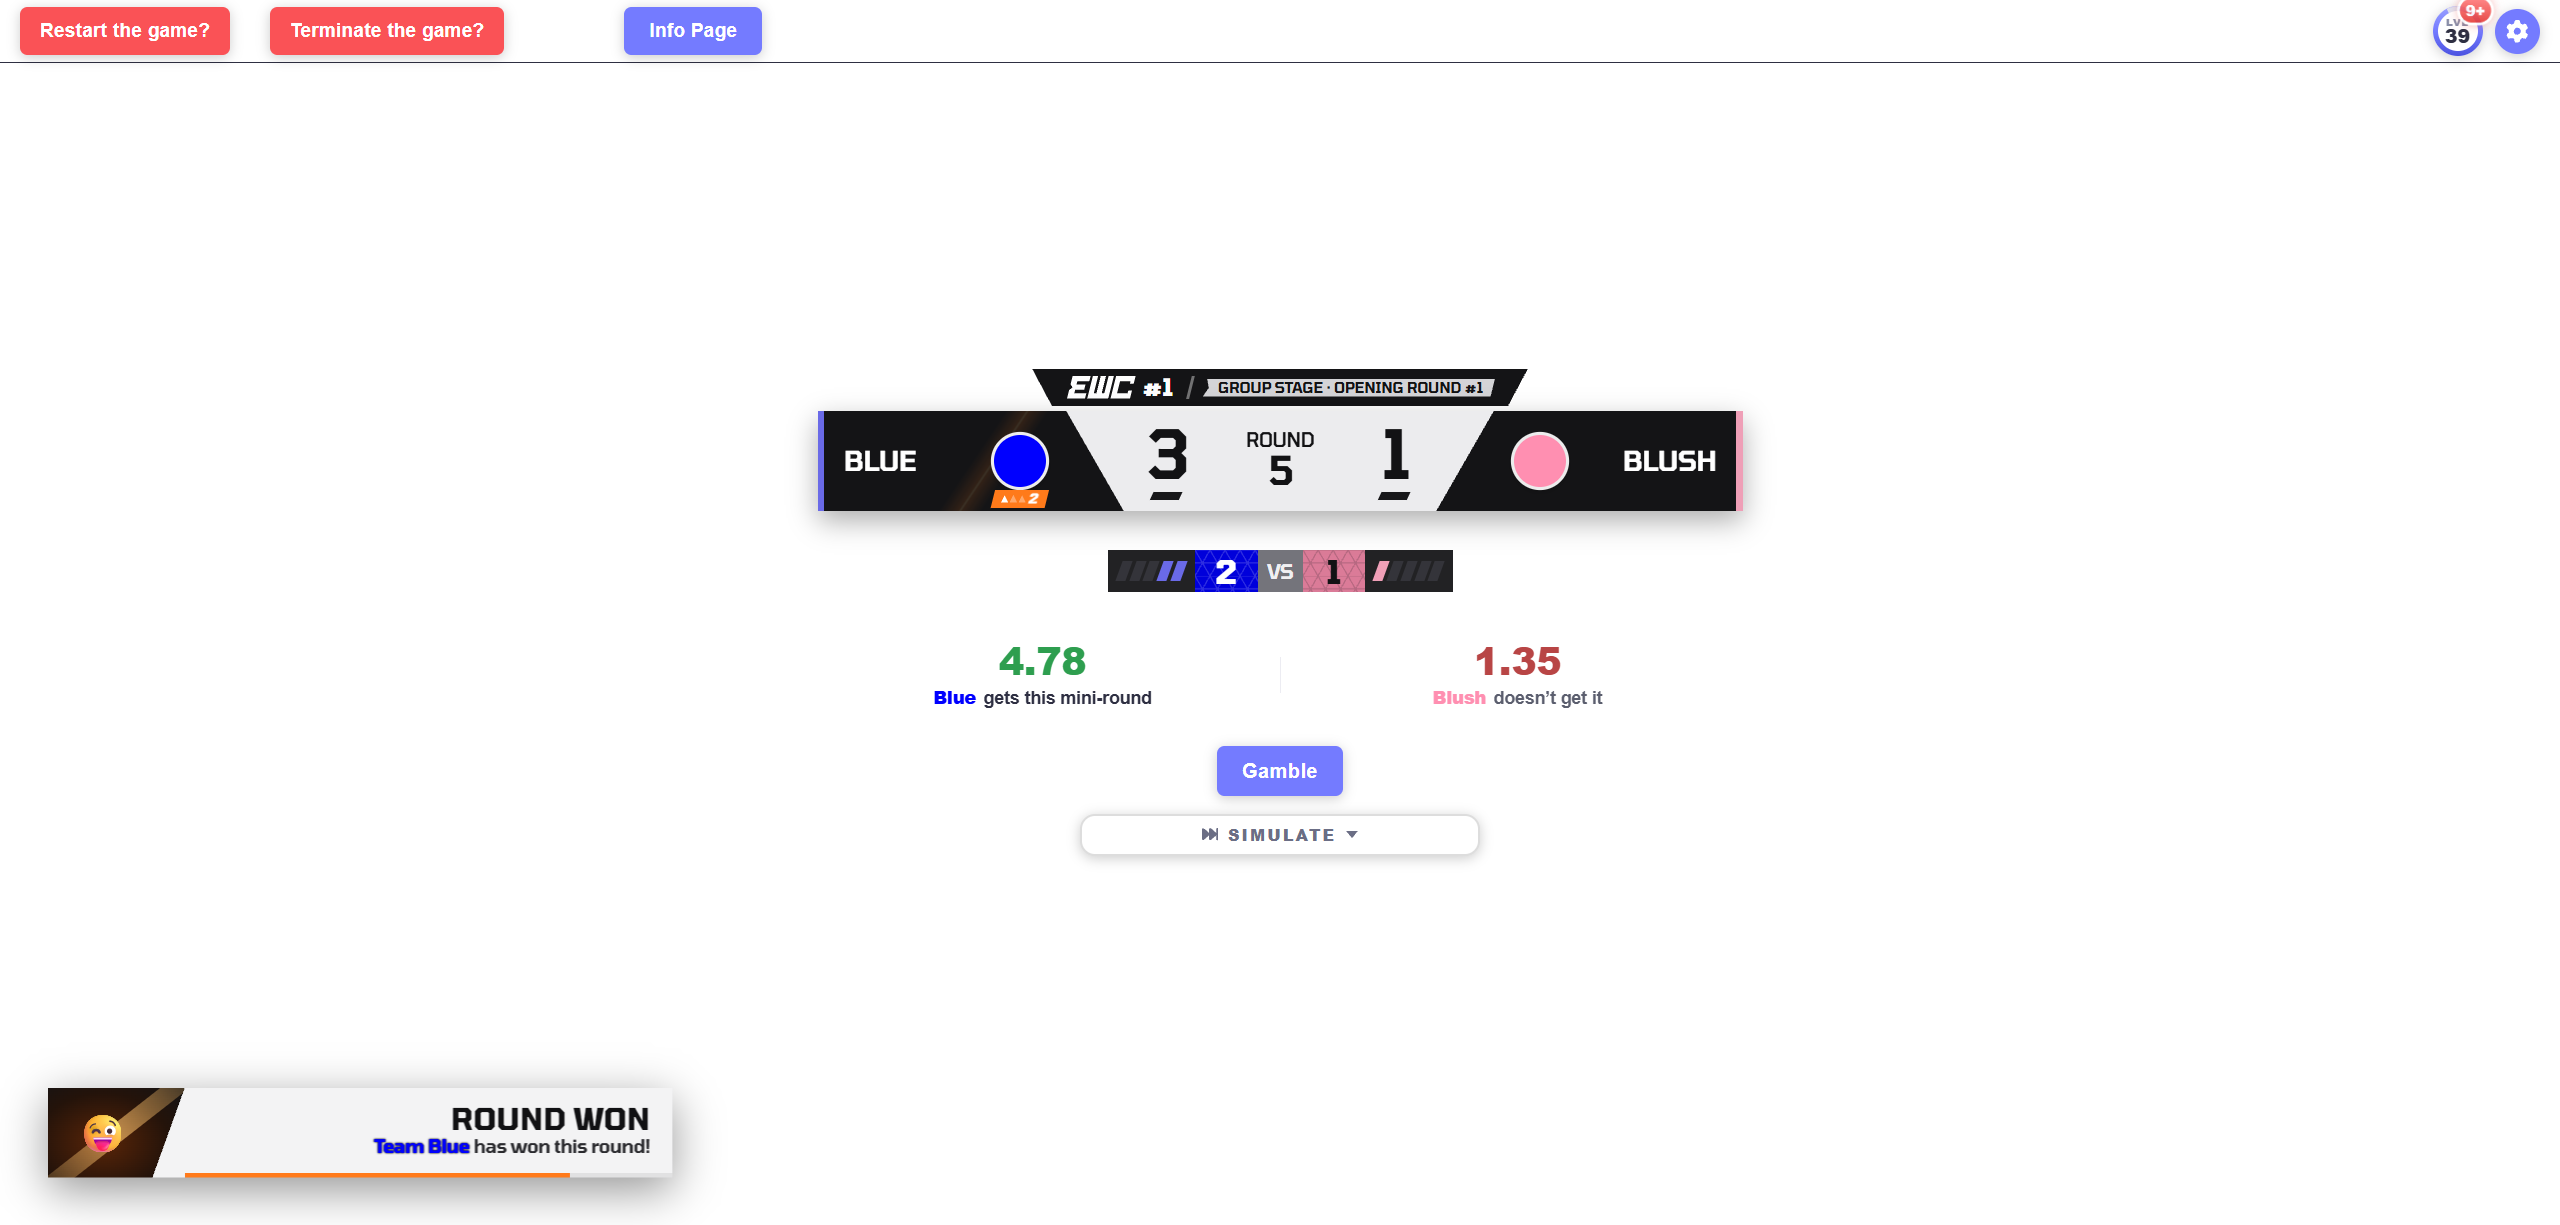 Restart the game?
Terminate the game?
Info Page
9+
LVL
39
EWC #1 / GROUP STAGE · OPENING ROUND #1
BLUE
2
3
ROUND
5
1
BLUSH
2 VS 1
4.78
Blue gets this mini-round
1.35
Blush doesn’t get it
Gamble
SIMULATE
ROUND WON
Team Blue has won this round!